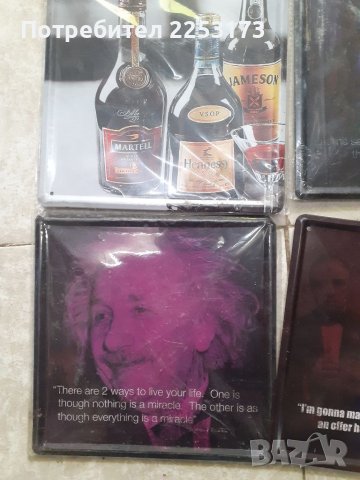 Потребител 2253173
JAMESON
MARTELL
V.S.O.P
Hennessy
"There are 2 ways to live your life. One is
though nothing is a miracle. The other is as
though everything is a miracle"
"I'm gonna ma
an offer h
bazar